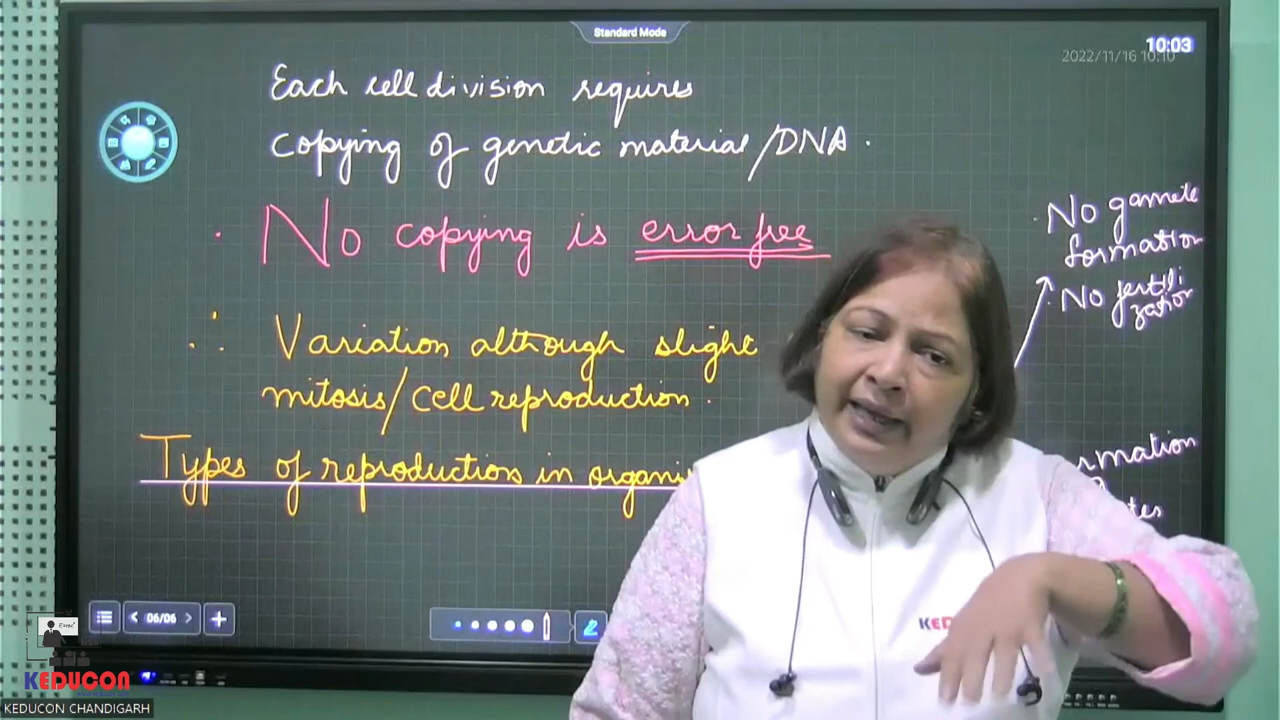 Standard Mode
10:03
2022/11/16 10:10
Each cell division requires
Copying of genetic material/DNA.
. No copying is error free
∴ Variation although slight
mitosis/cell reproduction.
Types of reproduction in organi
. No gamete
formation
. No fertili
zation
rmation
06/06
KEDUCON
KEDUCON CHANDIGARH